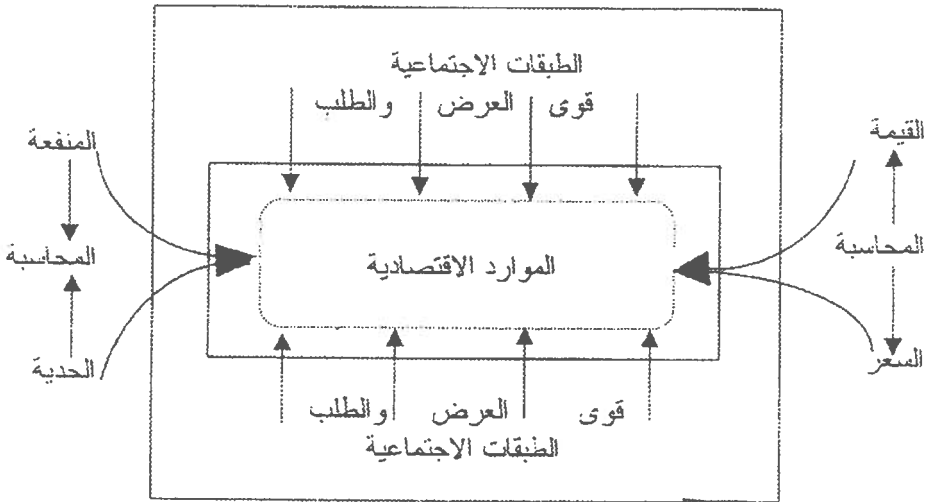 الطبقات الاجتماعية
قوى العرض والطلب
القيمة
المنفعة
المحاسبة
الموارد الاقتصادية
المحاسبة
السعر
الحدية
قوى العرض والطلب
الطبقات الاجتماعية